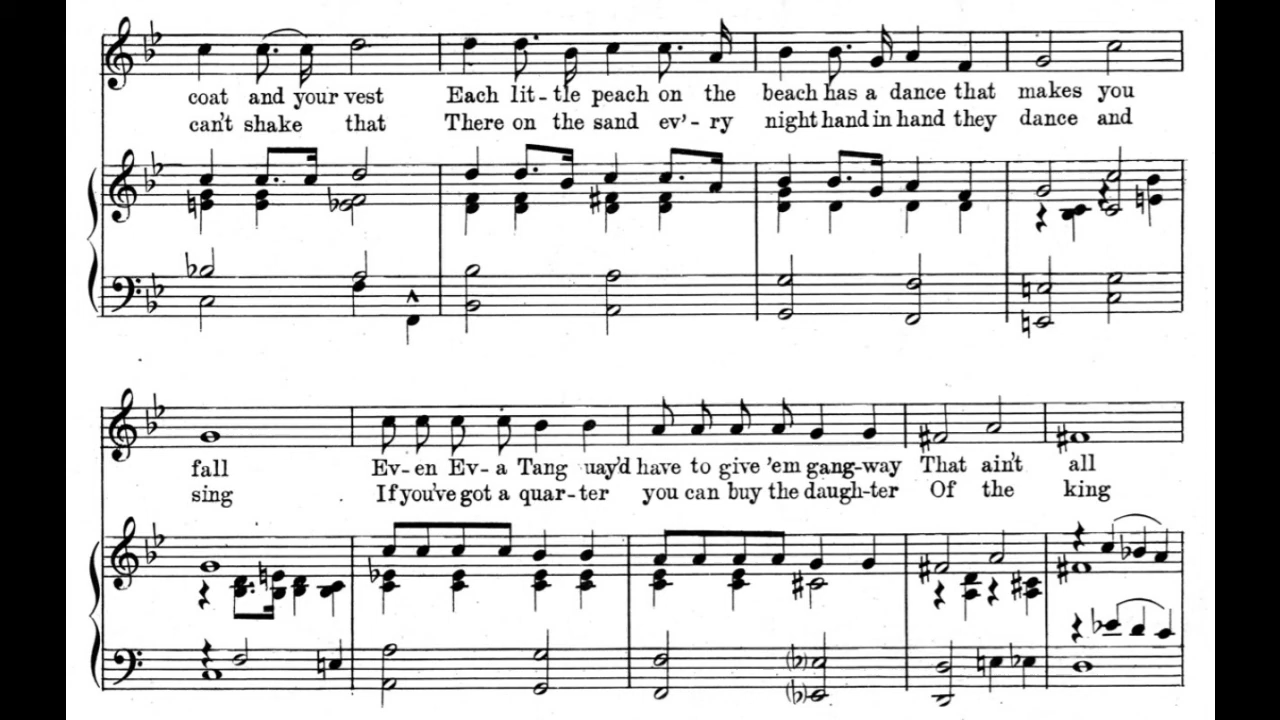 coat and your vest Each lit-tle peach on the beach has a dance that makes you
can't shake that There on the sand ev'-ry night hand in hand they dance and
fall Ev-en Ev-a Tang uay'd have to give 'em gang-way That ain't all
sing If you've got a quar-ter you can buy the daugh-ter Of the king